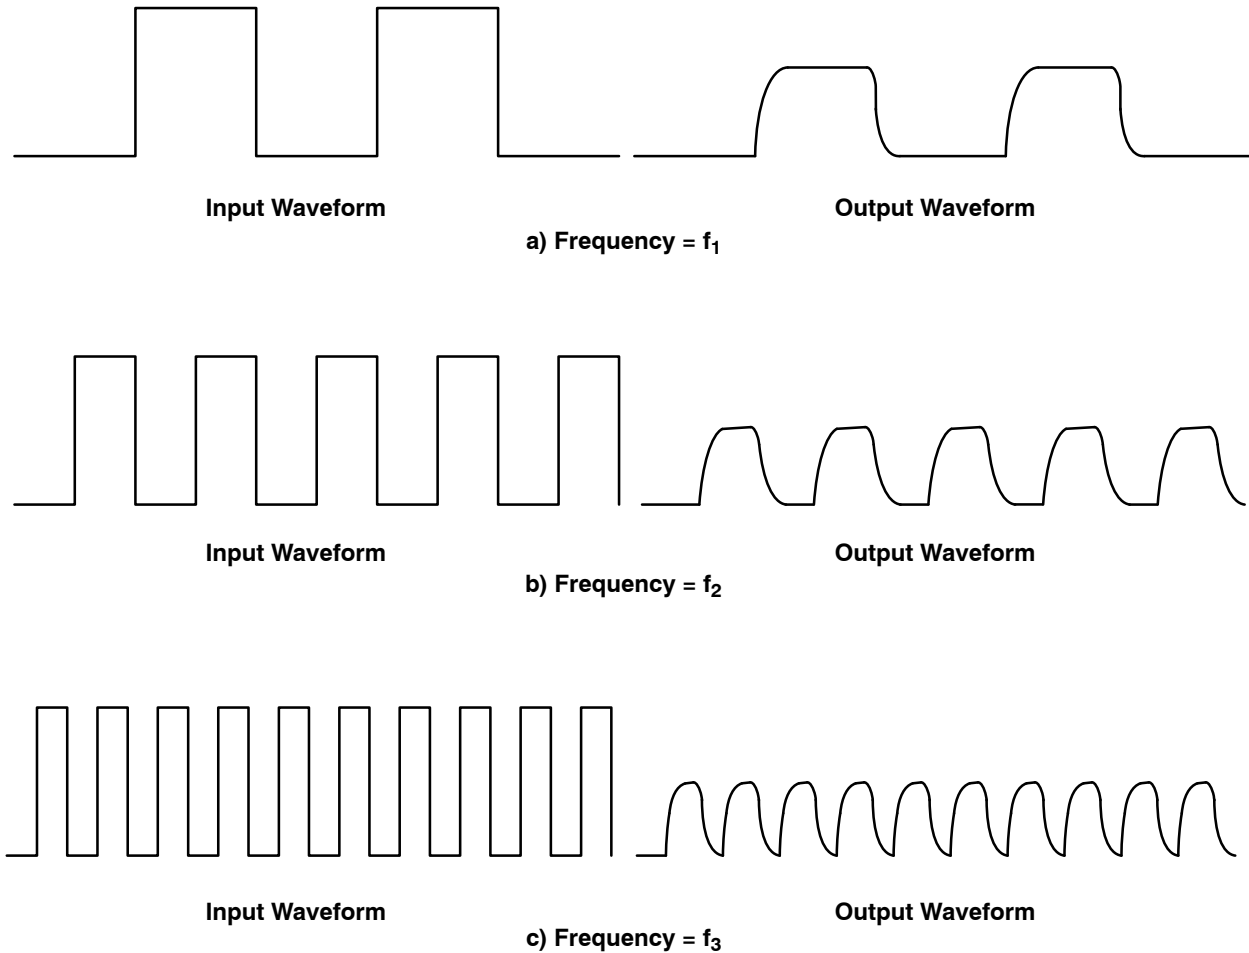 Input Waveform
Output Waveform
a) Frequency = f₁
Input Waveform
Output Waveform
b) Frequency = f₂
Input Waveform
Output Waveform
c) Frequency = f₃